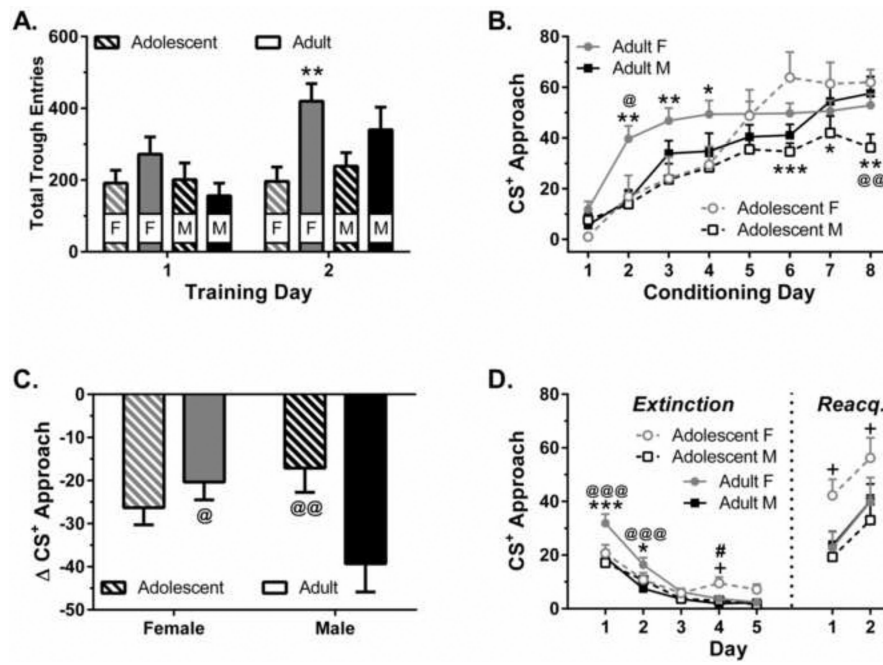 A.
600
400
200
0
Total Trough Entries
Adolescent
Adult
**
F F M M F F M M
1 2
Training Day
B.
80
60
40
20
0
CS+ Approach
Adult F
Adult M
@
** ** *
*** * **
@@
Adolescent F
Adolescent M
1 2 3 4 5 6 7 8
Conditioning Day
C.
0
-10
-20
-30
-40
-50
Δ CS+ Approach
@ @@
Adolescent Adult
Female Male
D.
80
60
40
20
0
CS+ Approach
Extinction Reacq.
Adolescent F
Adolescent M
Adult F
Adult M
@@@
***
@@@
*
#
+
+ +
1 2 3 4 5 1 2
Day